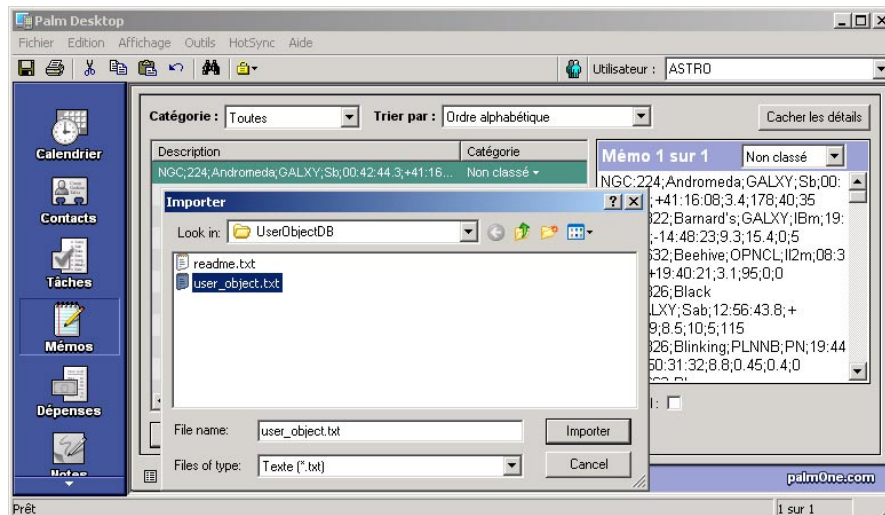 Palm Desktop
Fichier Edition Affichage Outils HotSync Aide
Utilisateur : ASTRO
Catégorie : Toutes Trier par : Ordre alphabétique Cacher les détails
Calendrier
Contacts
Tâches
Mémos
Dépenses
Notes
Description Catégorie
NGC;224;Andromeda;GALXY;Sb;00:42:44.3;+41:16... Non classé
Mémo 1 sur 1 Non classé
NGC;224;Andromeda;GALXY;Sb;00:
;+41:16:08;3.4;178;40;35
322;Barnard's;GALXY;IBm;19:
;-14:48:23;9.3;15.4;0;5
632;Beehive;OPNCL;II2m;08:3
+19:40:21;3.1;95;0;0
326;Black
LXY;Sab;12:56:43.8;+
9;8.5;10;5;115
326;Blinking;PLNNB;PN;19:44
50:31:32;8.8;0.45;0.4;0
Importer
Look in: UserObjectDB
readme.txt
user_object.txt
File name: user_object.txt Importer
Files of type: Texte (*.txt) Cancel
palmOne.com
Prêt 1 sur 1